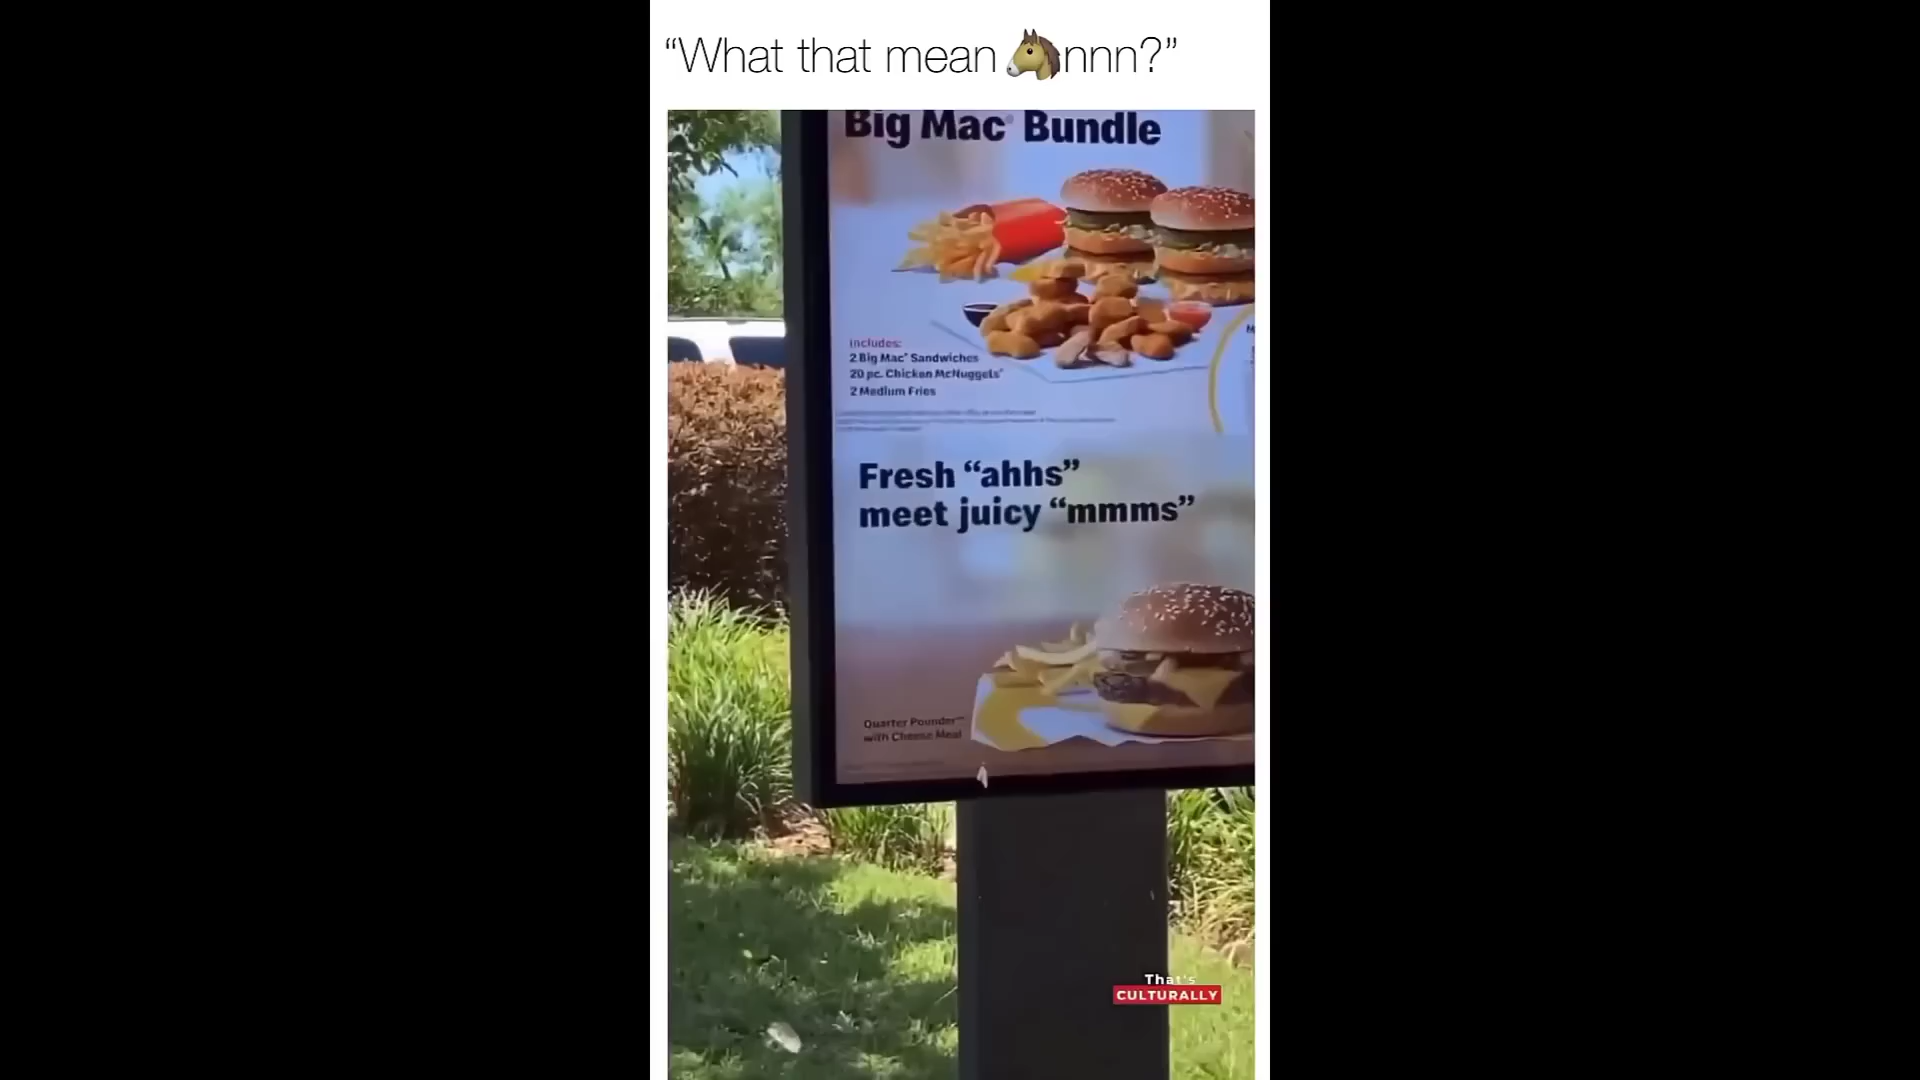 “What that mean 🐴nnn?”
Big Mac® Bundle
Includes:
2 Big Mac® Sandwiches
20 pc. Chicken McNuggets®
2 Medium Fries
Fresh “ahhs”
meet juicy “mmms”
Quarter Pounder™
with Cheese Meal
That's
CULTURALLY